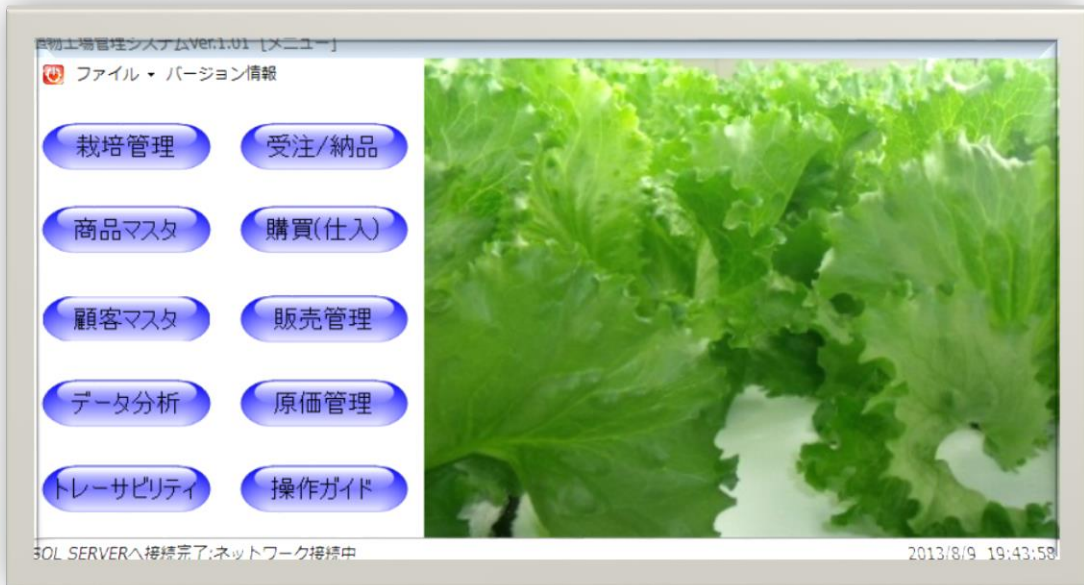 植物工場管理システムVer.1.01 [メニュー]
ファイル ▾ バージョン情報
栽培管理 受注/納品
商品マスタ 購買(仕入)
顧客マスタ 販売管理
データ分析 原価管理
トレーサビリティ 操作ガイド
SQL SERVERへ接続完了:ネットワーク接続中 2013/8/9 19:43:58